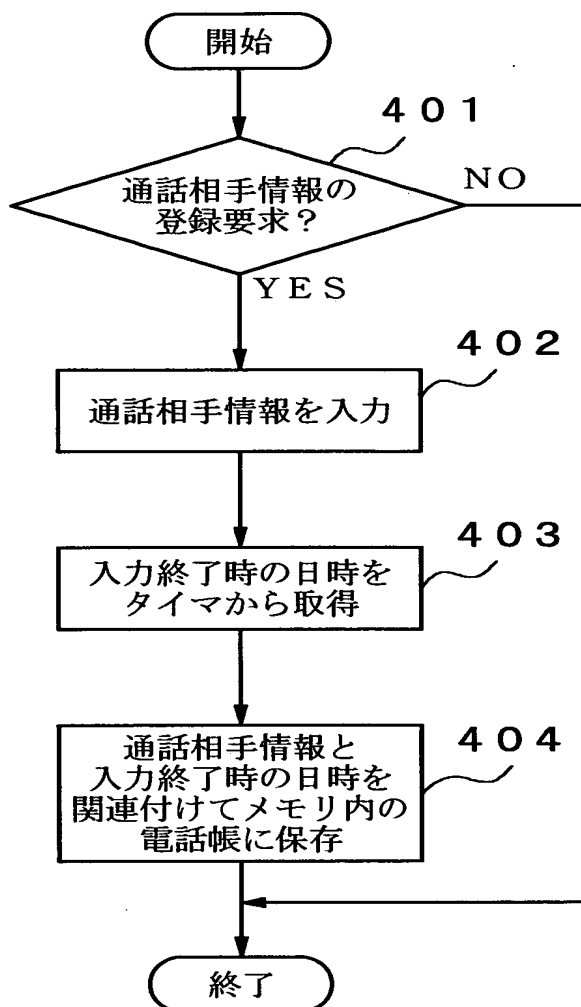 開始
４０１
通話相手情報の
登録要求？
ＮＯ
ＹＥＳ
４０２
通話相手情報を入力
４０３
入力終了時の日時を
タイマから取得
４０４
通話相手情報と
入力終了時の日時を
関連付けてメモリ内の
電話帳に保存
終了